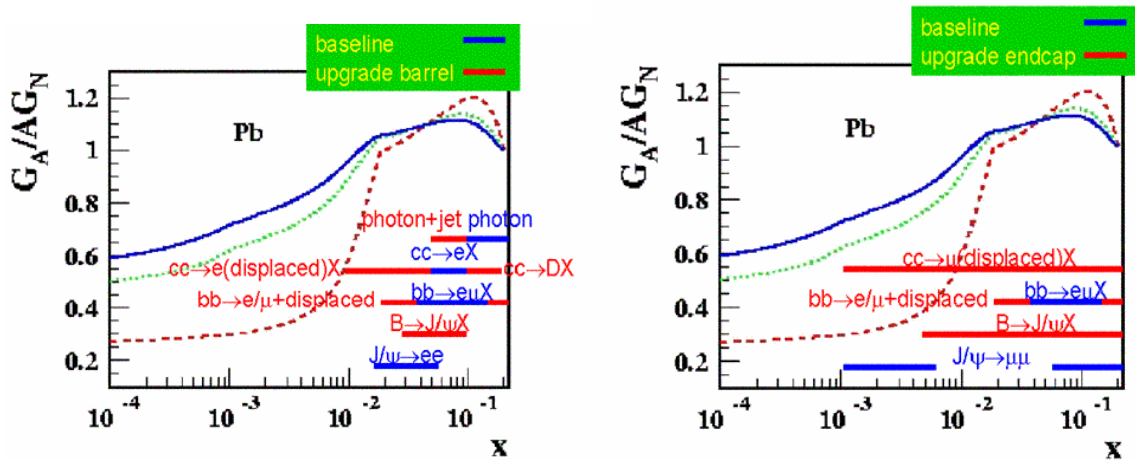 baseline
upgrade barrel
G_A/AG_N
1.2
1
0.8
0.6
0.4
0.2
Pb
photon+jet photon
cc→eX
cc→e(displaced)X cc→DX
bb→e/μ+displaced bb→eμX
B→J/ψX
J/ψ→ee
10^-4 10^-3 10^-2 10^-1
x
baseline
upgrade endcap
G_A/AG_N
1.2
1
0.8
0.6
0.4
0.2
Pb
cc→μ(displaced)X
bb→e/μ+displaced bb→eμX
B→J/ψX
J/ψ→μμ
10^-4 10^-3 10^-2 10^-1
x